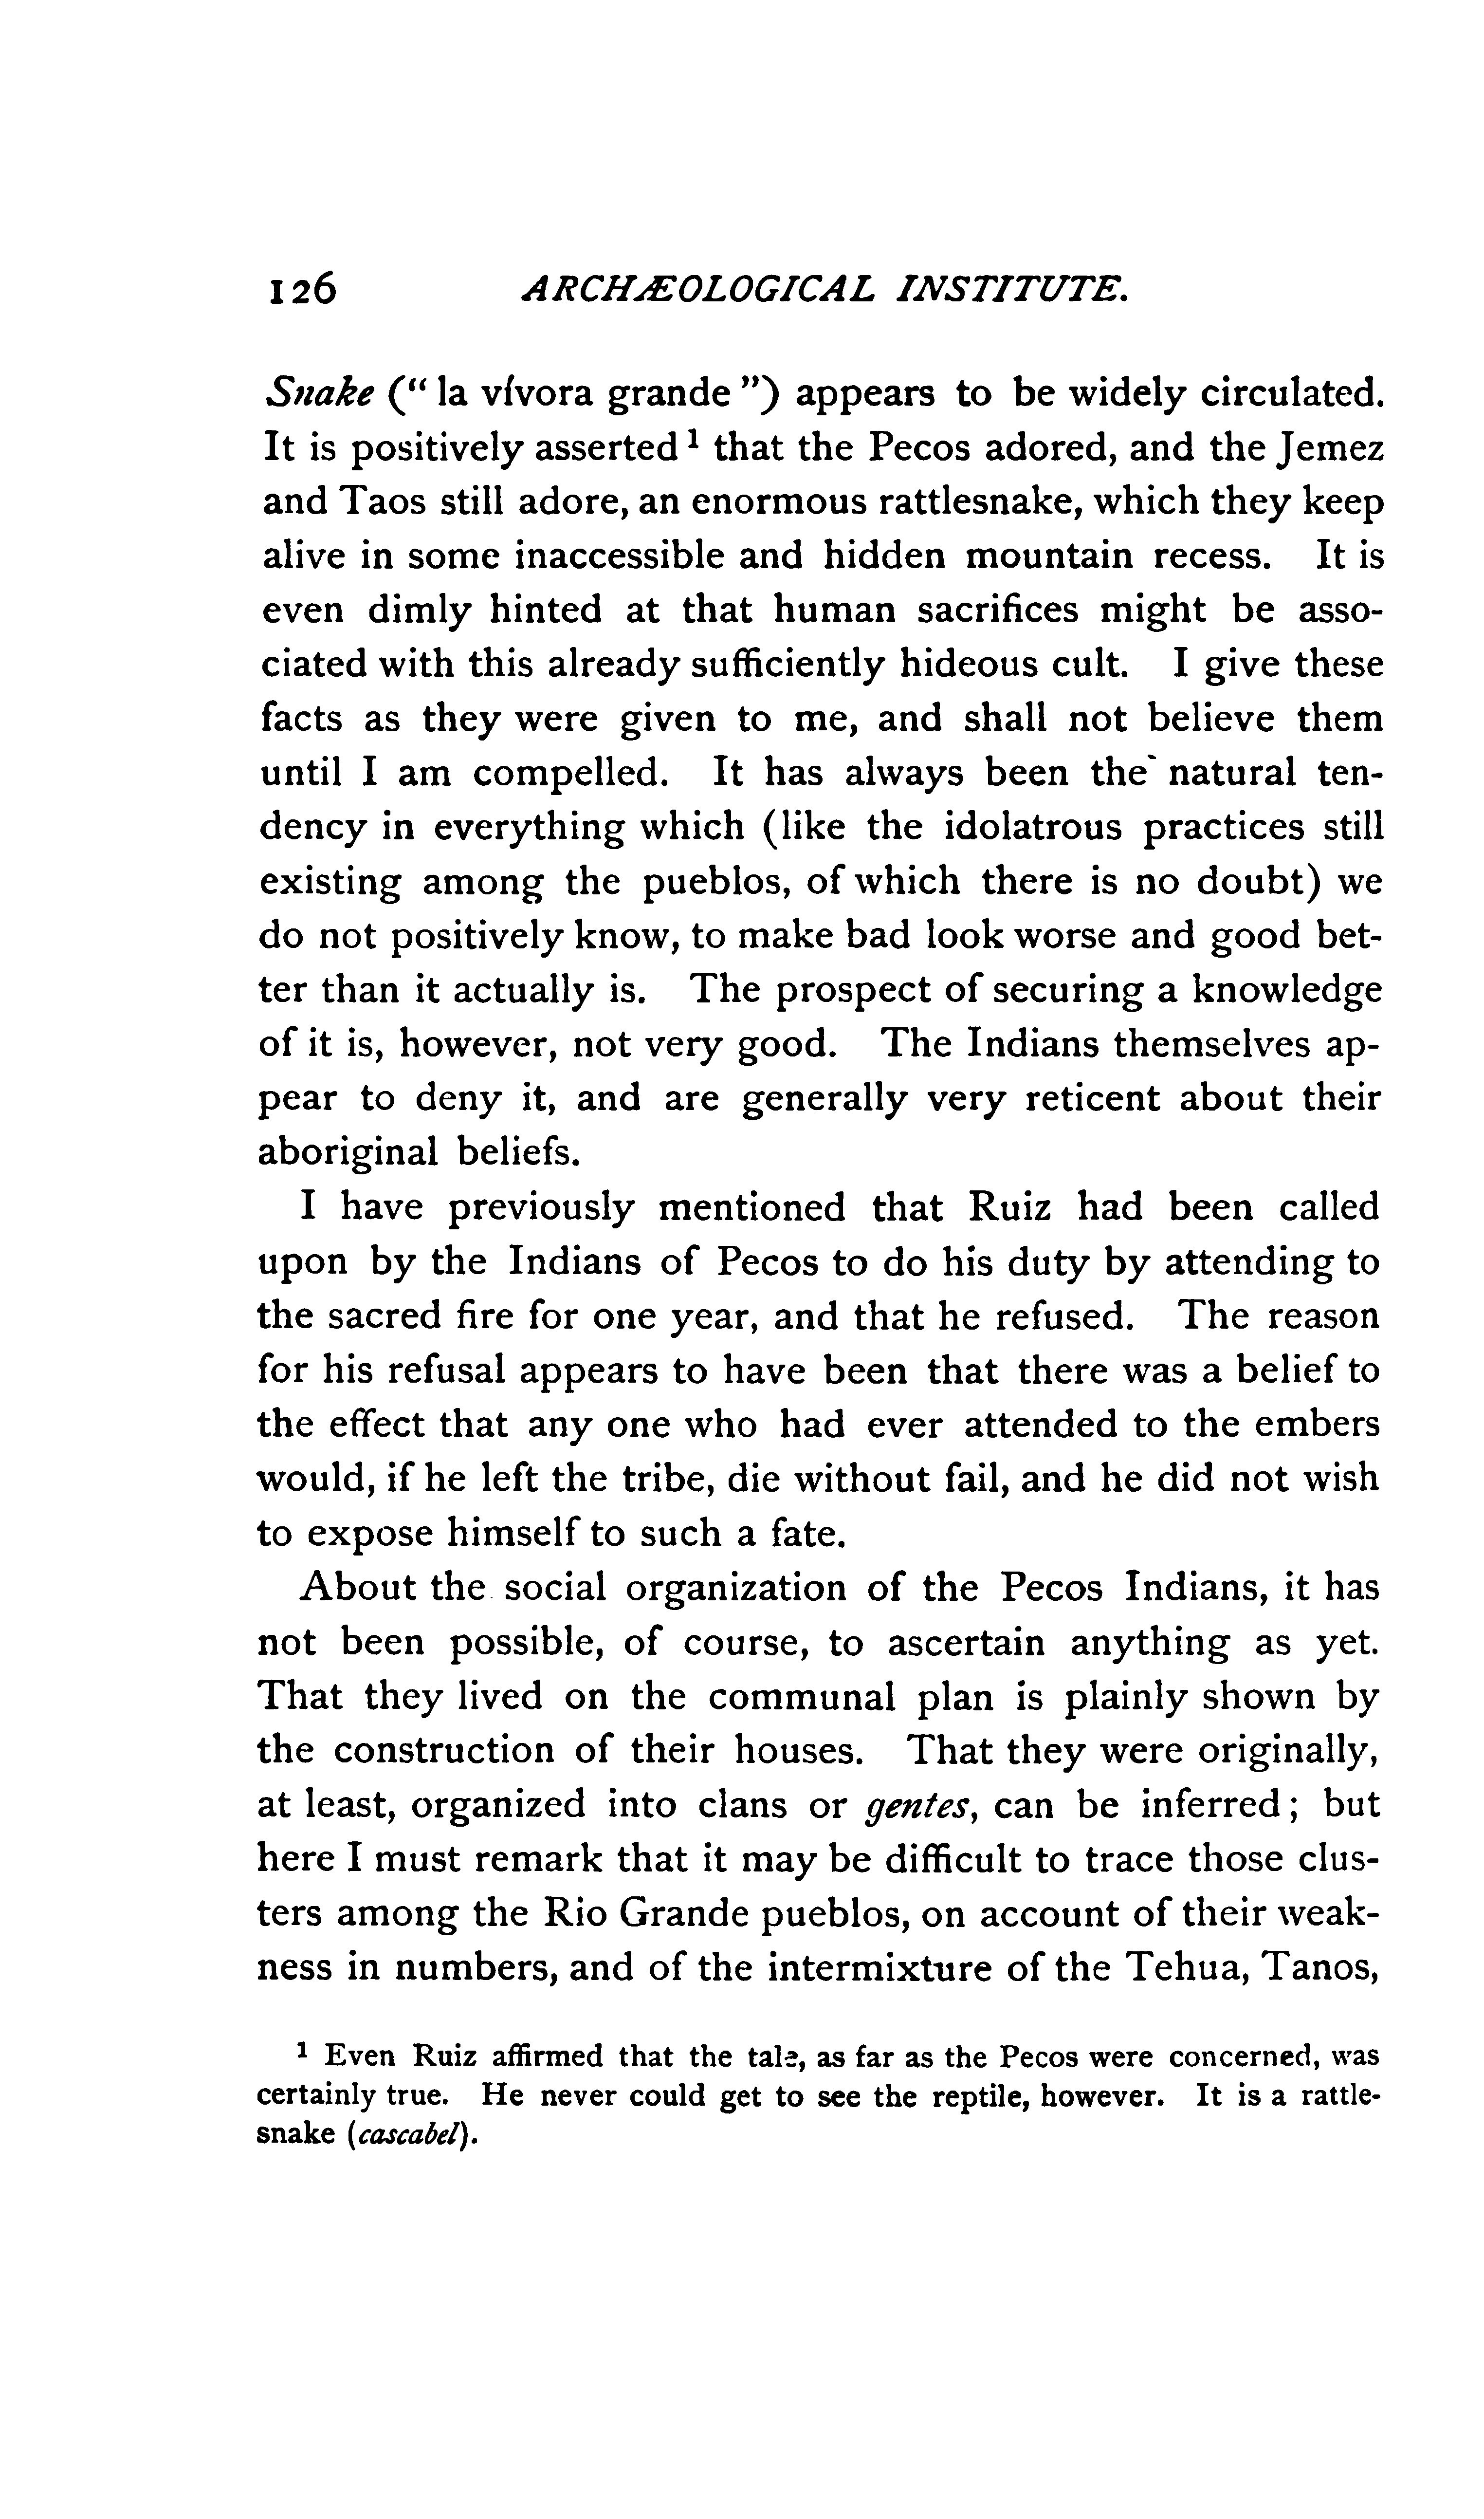 126 ARCHÆOLOGICAL INSTITUTE.
Snake (“ la vívora grande ”) appears to be widely circulated.
It is positively asserted ¹ that the Pecos adored, and the Jemez
and Taos still adore, an enormous rattlesnake, which they keep
alive in some inaccessible and hidden mountain recess. It is
even dimly hinted at that human sacrifices might be asso-
ciated with this already sufficiently hideous cult. I give these
facts as they were given to me, and shall not believe them
until I am compelled. It has always been the natural ten-
dency in everything which (like the idolatrous practices still
existing among the pueblos, of which there is no doubt) we
do not positively know, to make bad look worse and good bet-
ter than it actually is. The prospect of securing a knowledge
of it is, however, not very good. The Indians themselves ap-
pear to deny it, and are generally very reticent about their
aboriginal beliefs.
I have previously mentioned that Ruiz had been called
upon by the Indians of Pecos to do his duty by attending to
the sacred fire for one year, and that he refused. The reason
for his refusal appears to have been that there was a belief to
the effect that any one who had ever attended to the embers
would, if he left the tribe, die without fail, and he did not wish
to expose himself to such a fate.
About the social organization of the Pecos Indians, it has
not been possible, of course, to ascertain anything as yet.
That they lived on the communal plan is plainly shown by
the construction of their houses. That they were originally,
at least, organized into clans or gentes, can be inferred ; but
here I must remark that it may be difficult to trace those clus-
ters among the Rio Grande pueblos, on account of their weak-
ness in numbers, and of the intermixture of the Tehua, Tanos,
¹ Even Ruiz affirmed that the tale, as far as the Pecos were concerned, was
certainly true. He never could get to see the reptile, however. It is a rattle-
snake (cascabel).